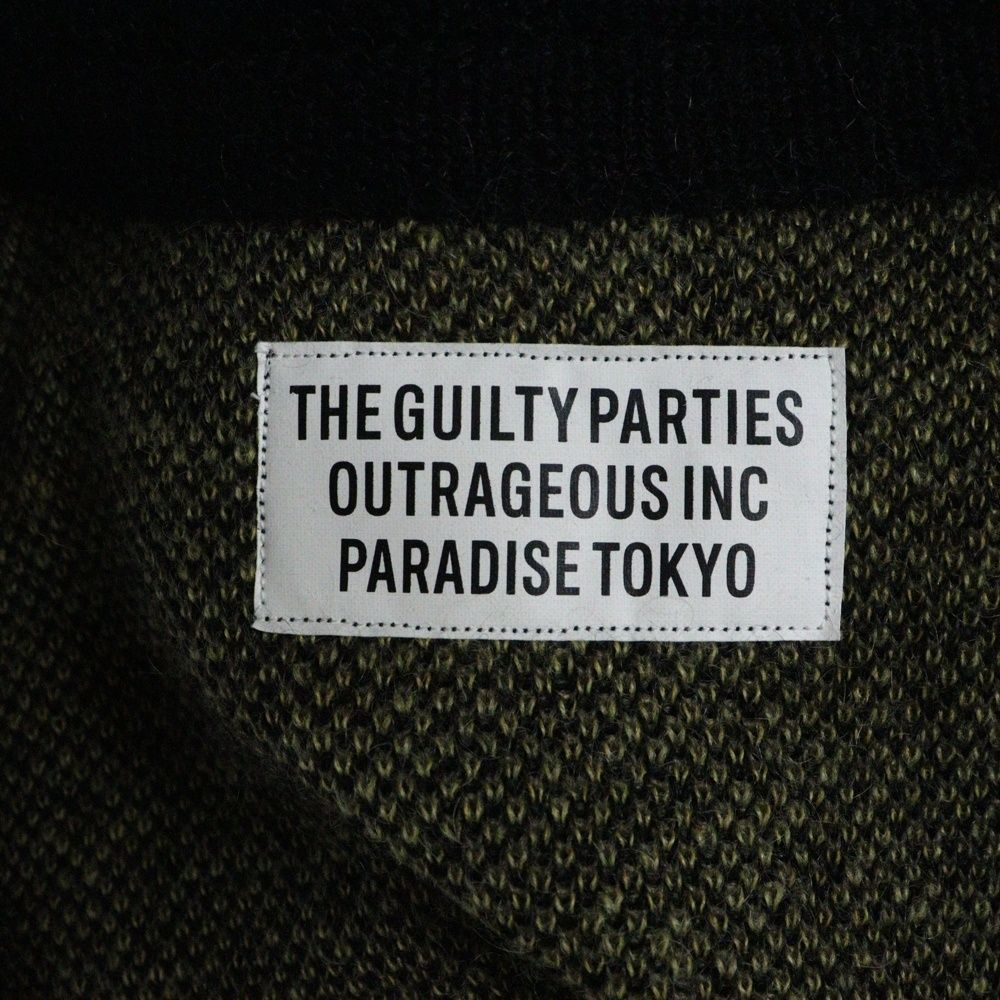 THE GUILTY PARTIES
OUTRAGEOUS INC
PARADISE TOKYO